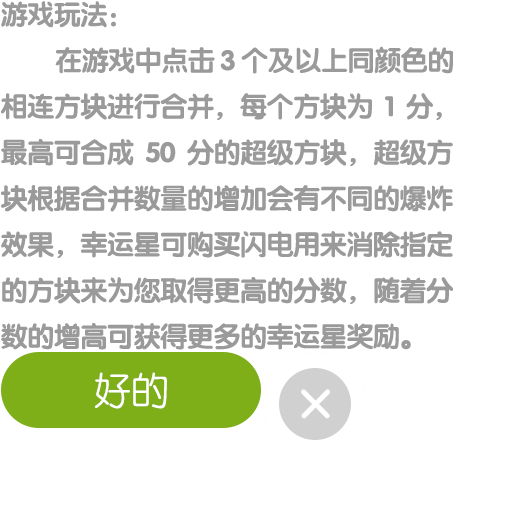 游戏玩法：
在游戏中点击 3 个及以上同颜色的
相连方块进行合并，每个方块为 1 分，
最高可合成 50 分的超级方块，超级方
块根据合并数量的增加会有不同的爆炸
效果，幸运星可购买闪电用来消除指定
的方块来为您取得更高的分数，随着分
数的增高可获得更多的幸运星奖励。
好的